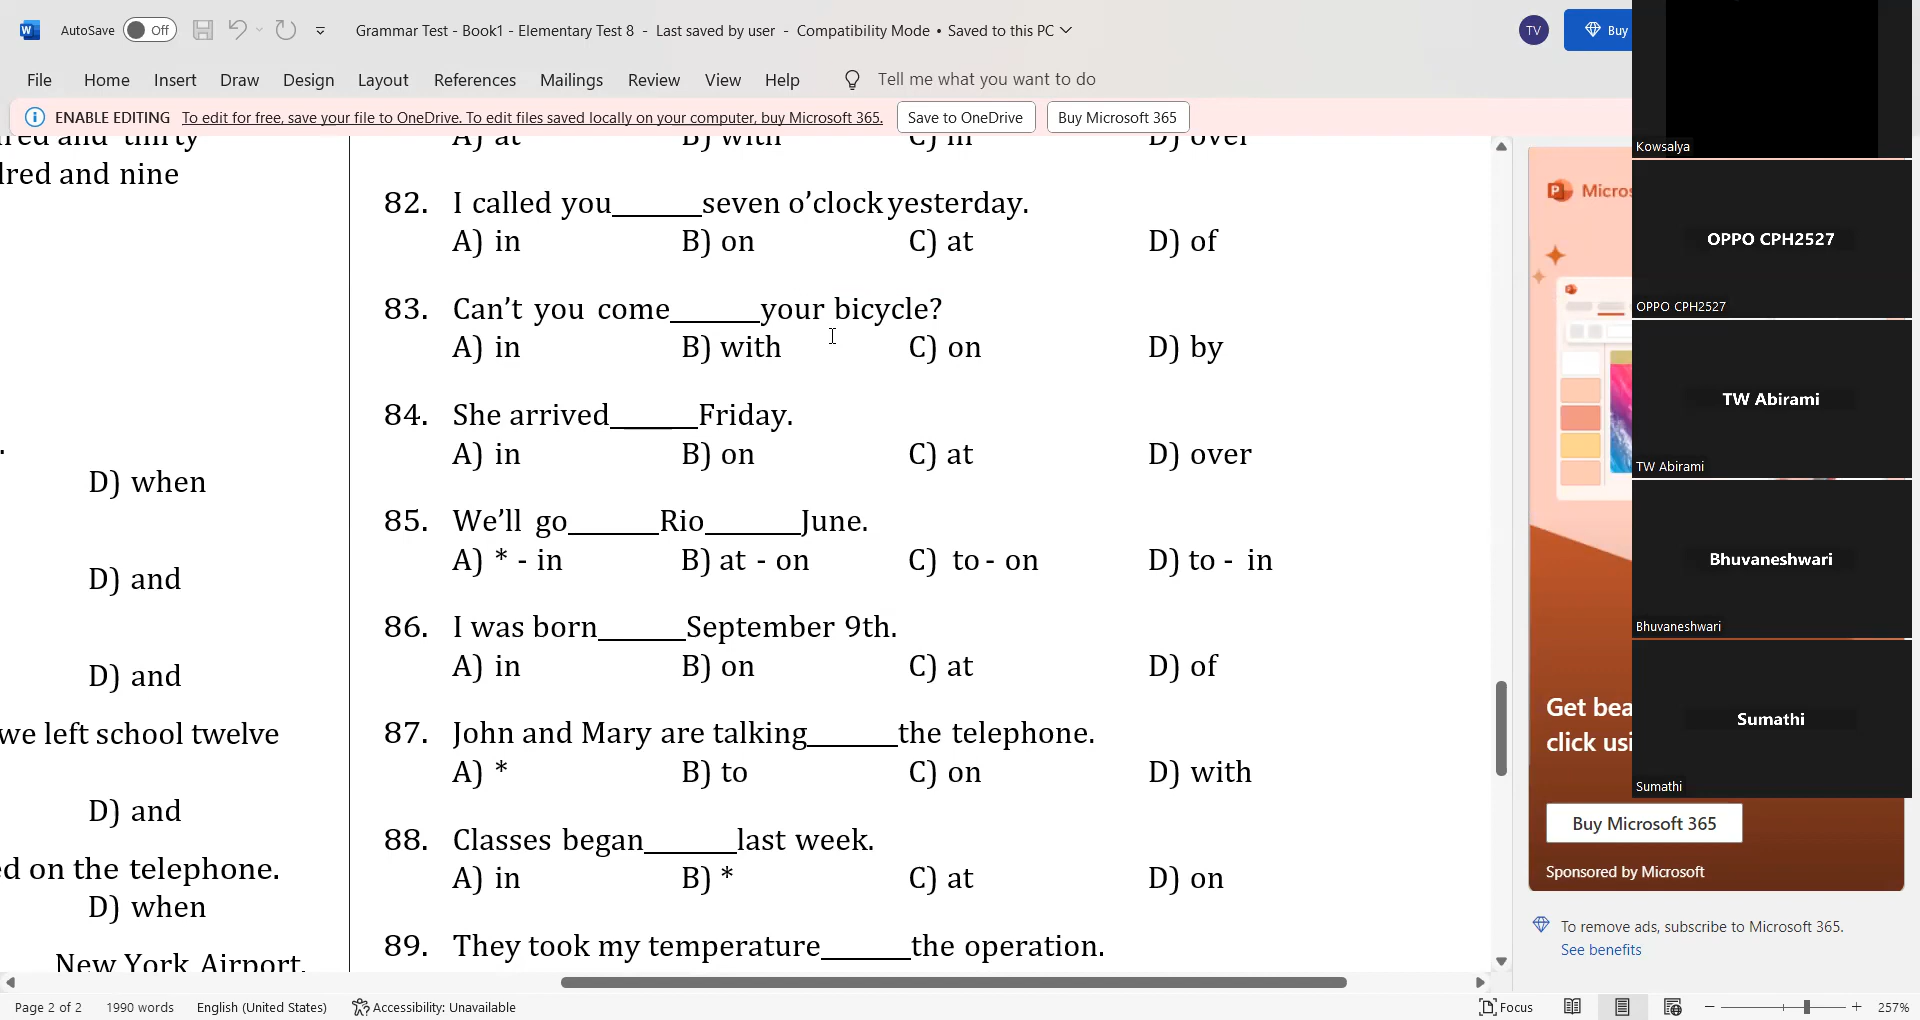 AutoSave Off
Grammar Test - Book1 - Elementary Test 8 - Last saved by user - Compatibility Mode • Saved to this PC
TV
Buy
File Home Insert Draw Design Layout References Mailings Review View Help Tell me what you want to do
ENABLE EDITING To edit for free, save your file to OneDrive. To edit files saved locally on your computer, buy Microsoft 365. Save to OneDrive Buy Microsoft 365
red and thirty
dred and nine
.
D) when
D) and
D) and
we left school twelve
D) and
ed on the telephone.
D) when
New York Airport.
A) at B) with C) in D) over
82. I called you______seven o’clock yesterday.
A) in B) on C) at D) of
83. Can’t you come______your bicycle?
A) in B) with C) on D) by
84. She arrived______Friday.
A) in B) on C) at D) over
85. We’ll go______Rio______June.
A) * - in B) at - on C) to - on D) to - in
86. I was born______September 9th.
A) in B) on C) at D) of
87. John and Mary are talking______the telephone.
A) * B) to C) on D) with
88. Classes began______last week.
A) in B) * C) at D) on
89. They took my temperature______the operation.
Micros
Get bea
click usi
Buy Microsoft 365
Sponsored by Microsoft
To remove ads, subscribe to Microsoft 365.
See benefits
Kowsalya
OPPO CPH2527
OPPO CPH2527
TW Abirami
TW Abirami
Bhuvaneshwari
Bhuvaneshwari
Sumathi
Sumathi
Page 2 of 2 1990 words English (United States) Accessibility: Unavailable Focus 257%